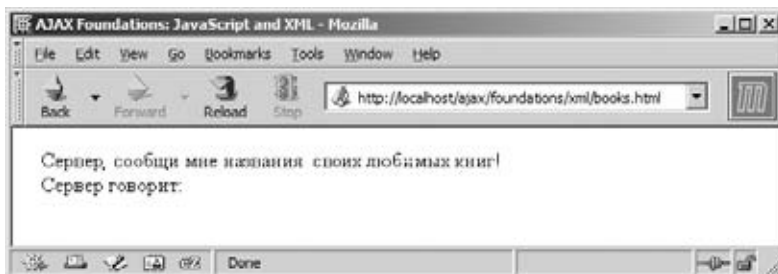 AJAX Foundations: JavaScript and XML - Mozilla
File Edit View Go Bookmarks Tools Window Help
Back Forward Reload Stop http://localhost/ajax/foundations/xml/books.html
Сервер, сообщи мне названия своих любимых книг!
Сервер говорит:
Done